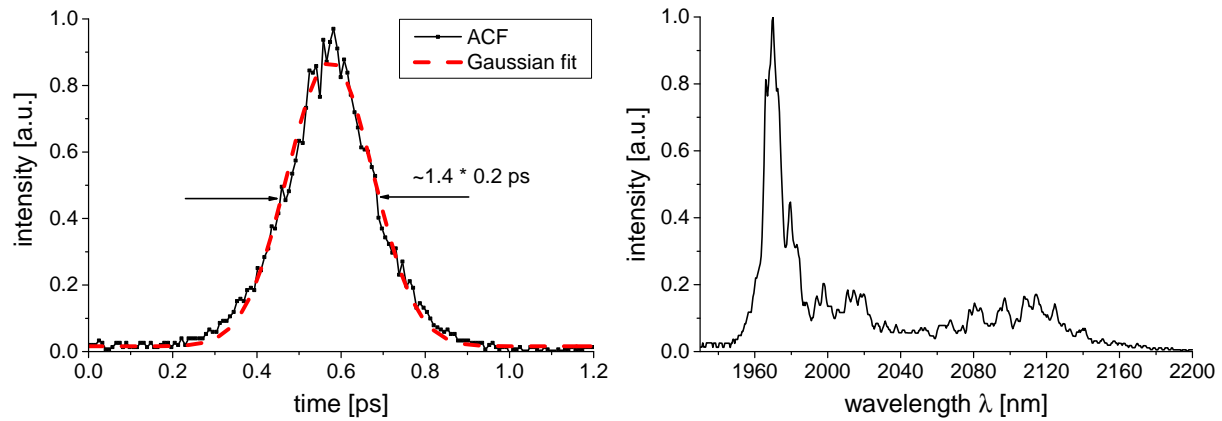 1.0
0.8
0.6
0.4
0.2
0.0
intensity [a.u.]
ACF
Gaussian fit
~1.4 * 0.2 ps
0.0 0.2 0.4 0.6 0.8 1.0 1.2
time [ps]
1.0
0.8
0.6
0.4
0.2
0.0
intensity [a.u.]
1960 2000 2040 2080 2120 2160 2200
wavelength λ [nm]